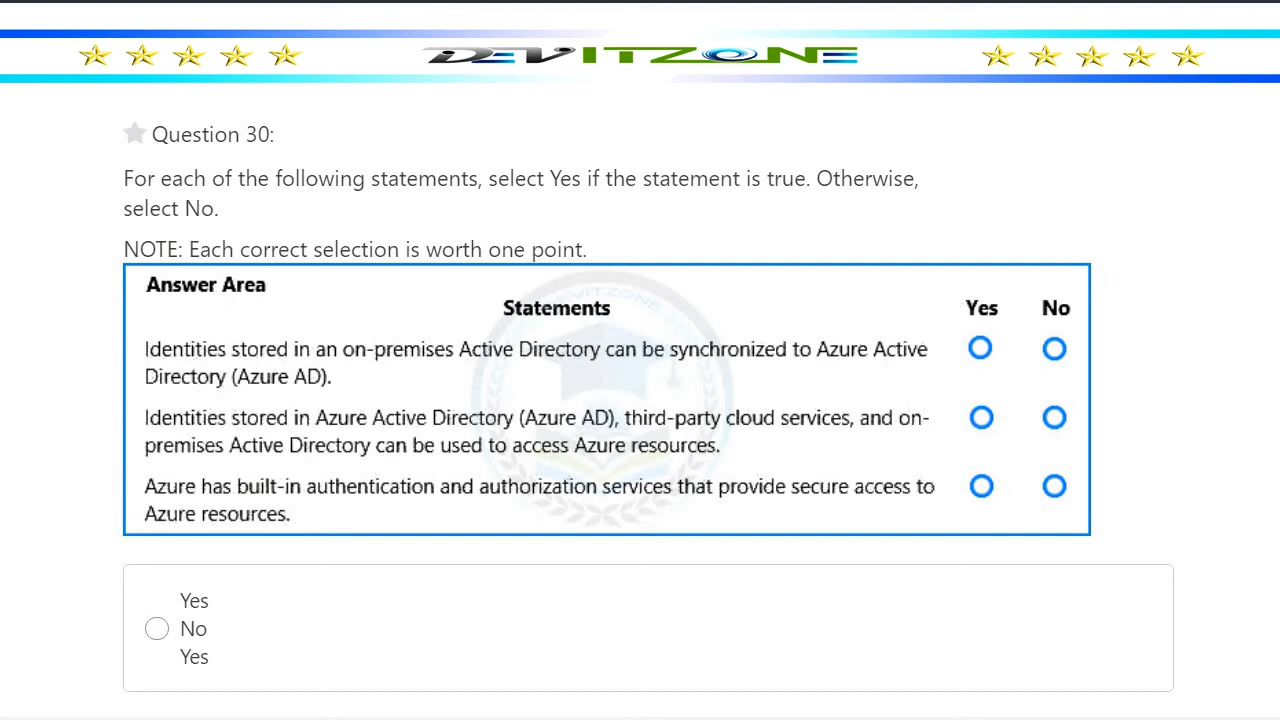 DEVITZONE
Question 30:
For each of the following statements, select Yes if the statement is true. Otherwise,
select No.
NOTE: Each correct selection is worth one point.
Answer Area
DEVITZONE
Statements Yes No
Identities stored in an on-premises Active Directory can be synchronized to Azure Active
Directory (Azure AD).
Identities stored in Azure Active Directory (Azure AD), third-party cloud services, and on-
premises Active Directory can be used to access Azure resources.
Azure has built-in authentication and authorization services that provide secure access to
Azure resources.
Yes
No
Yes